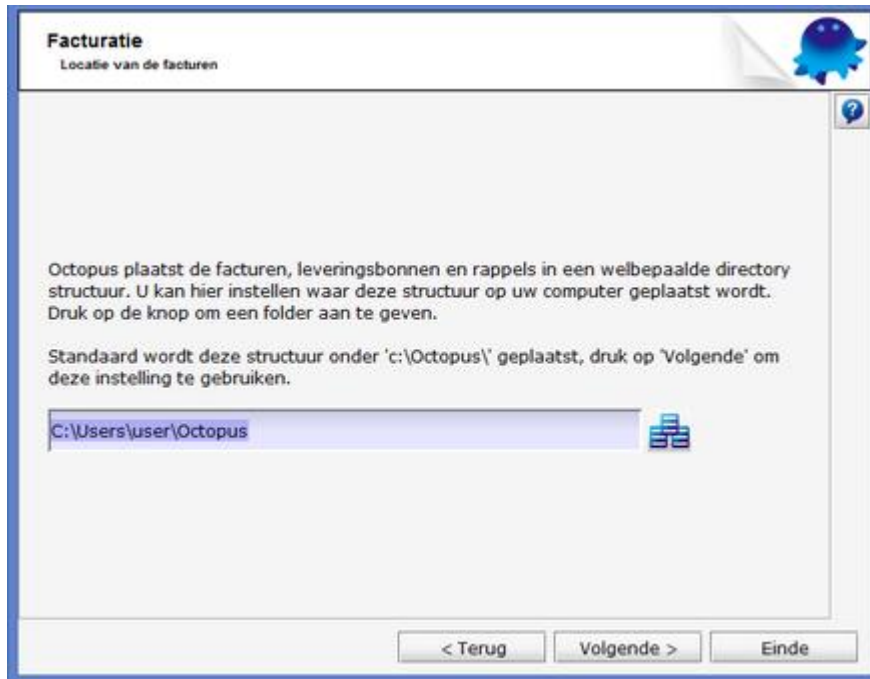 Facturatie
Locatie van de facturen
?
Octopus plaatst de facturen, leveringsbonnen en rappels in een welbepaalde directory
structuur. U kan hier instellen waar deze structuur op uw computer geplaatst wordt.
Druk op de knop om een folder aan te geven.
Standaard wordt deze structuur onder 'c:\Octopus\' geplaatst, druk op 'Volgende' om
deze instelling te gebruiken.
C:\Users\user\Octopus
< Terug
Volgende >
Einde